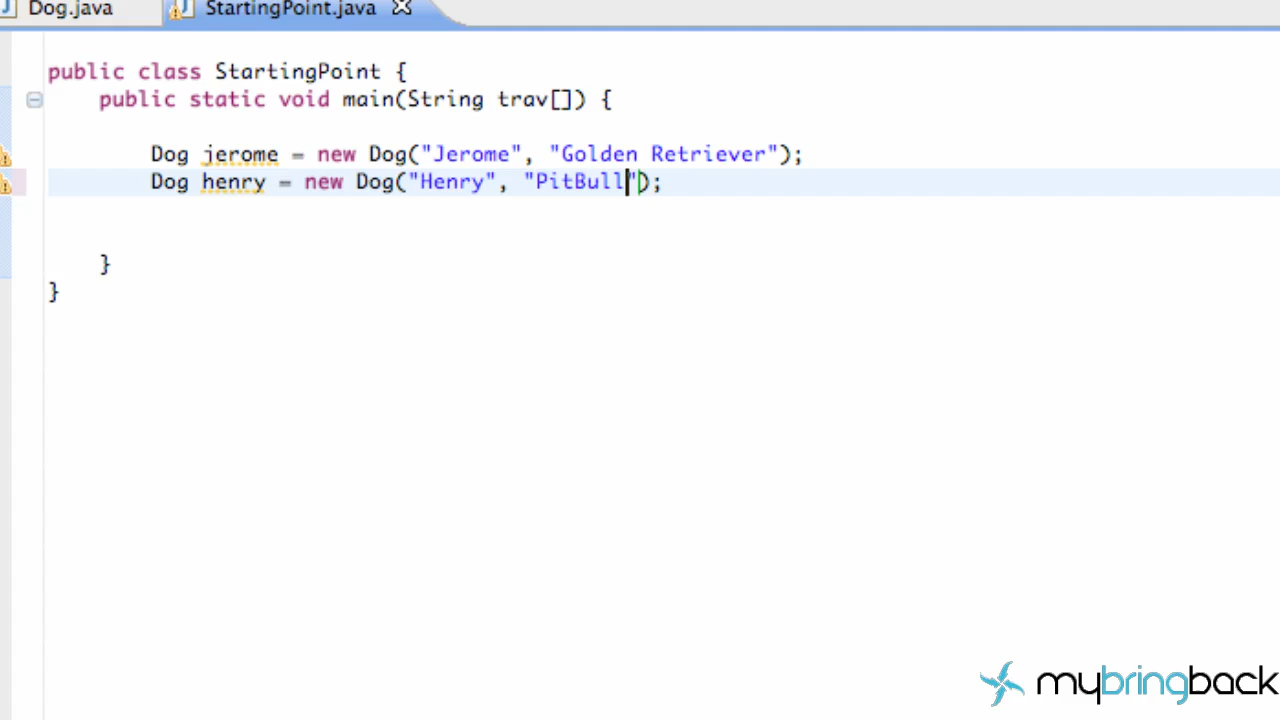 Dog.java StartingPoint.java
public class StartingPoint {
public static void main(String trav[]) {
Dog jerome = new Dog("Jerome", "Golden Retriever");
Dog henry = new Dog("Henry", "PitBull");
}
}
mybringback